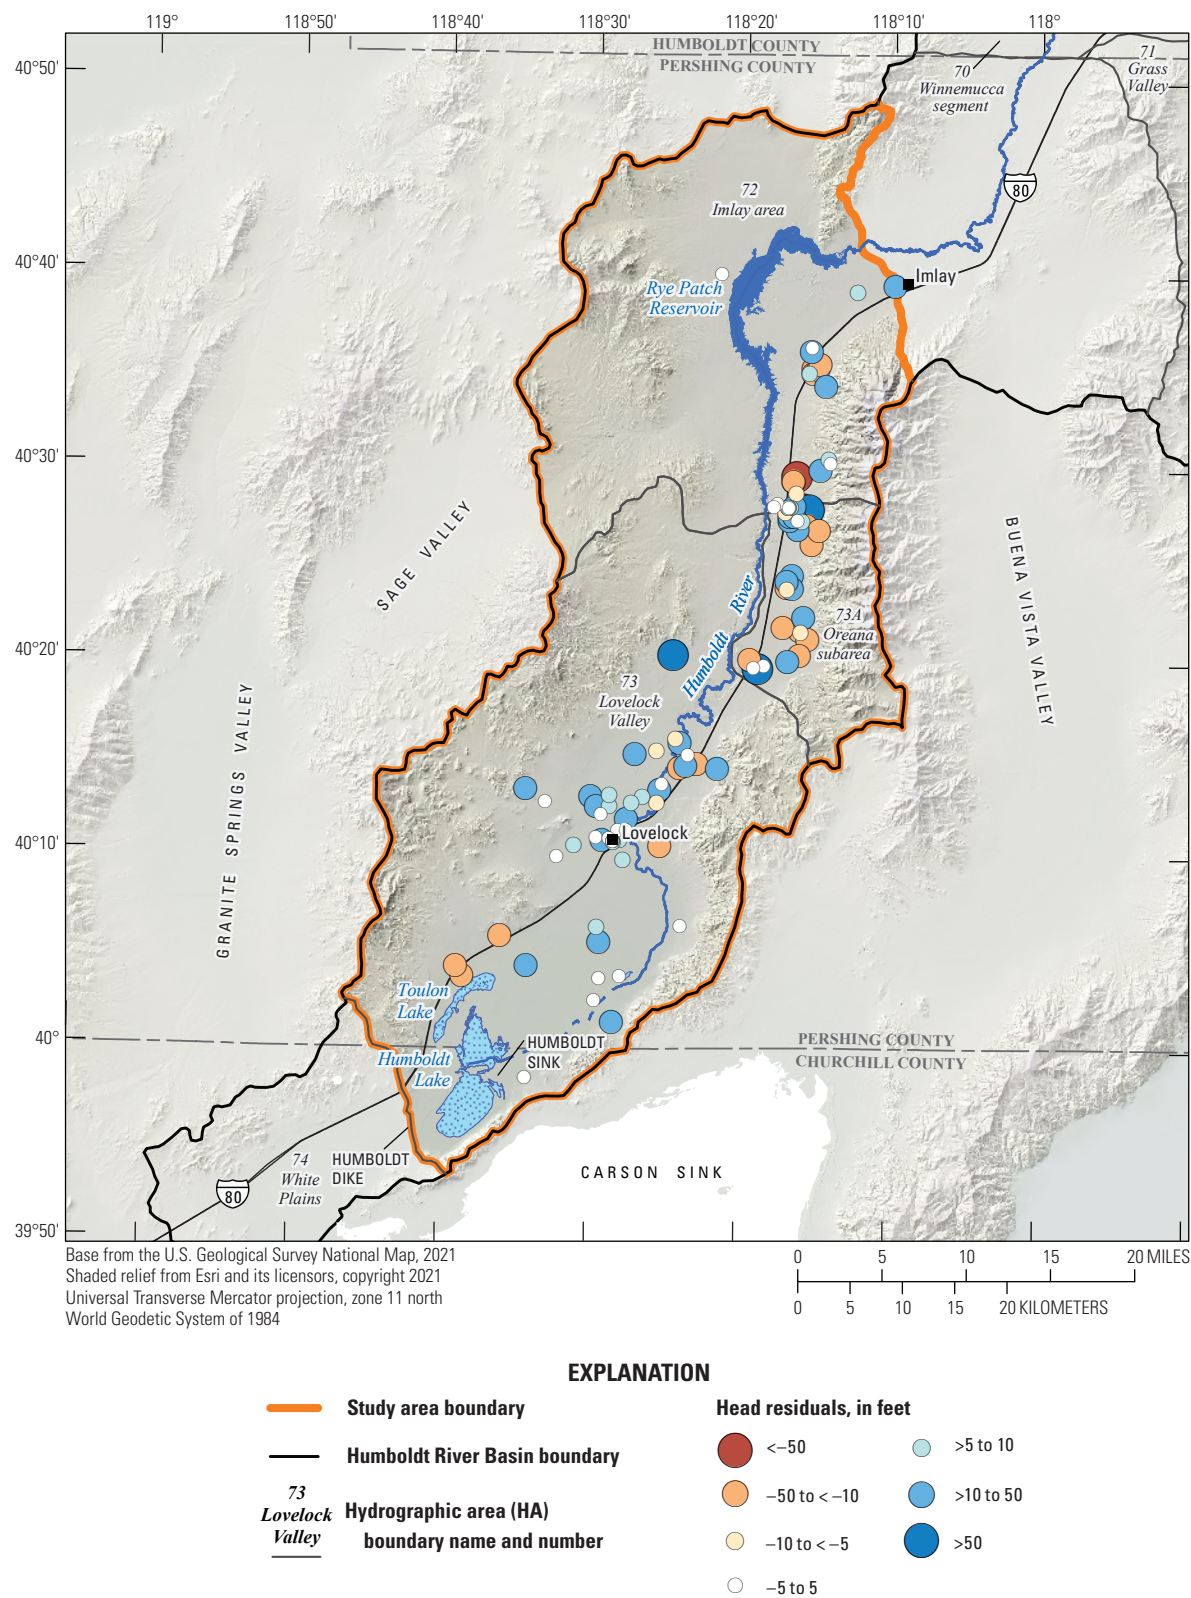 119°
118°50'
118°40'
118°30'
118°20'
118°10'
118°
40°50'
40°40'
40°30'
40°20'
40°10'
40°
39°50'
HUMBOLDT COUNTY
PERSHING COUNTY
70
Winnemucca
segment
71
Grass
Valley
80
72
Imlay area
Imlay
Rye Patch
Reservoir
SAGE VALLEY
BUENA VISTA VALLEY
Humboldt River
73A
Oreana
subarea
73
Lovelock
Valley
GRANITE SPRINGS VALLEY
Lovelock
Toulon
Lake
PERSHING COUNTY
CHURCHILL COUNTY
HUMBOLDT
SINK
Humboldt
Lake
74
White
Plains
HUMBOLDT
DIKE
80
CARSON SINK
Base from the U.S. Geological Survey National Map, 2021
Shaded relief from Esri and its licensors, copyright 2021
Universal Transverse Mercator projection, zone 11 north
World Geodetic System of 1984
0 5 10 15 20 MILES
0 5 10 15 20 KILOMETERS
EXPLANATION
Study area boundary
Humboldt River Basin boundary
73
Lovelock
Valley
Hydrographic area (HA)
boundary name and number
Head residuals, in feet
<–50
–50 to < –10
–10 to < –5
–5 to 5
>5 to 10
>10 to 50
>50